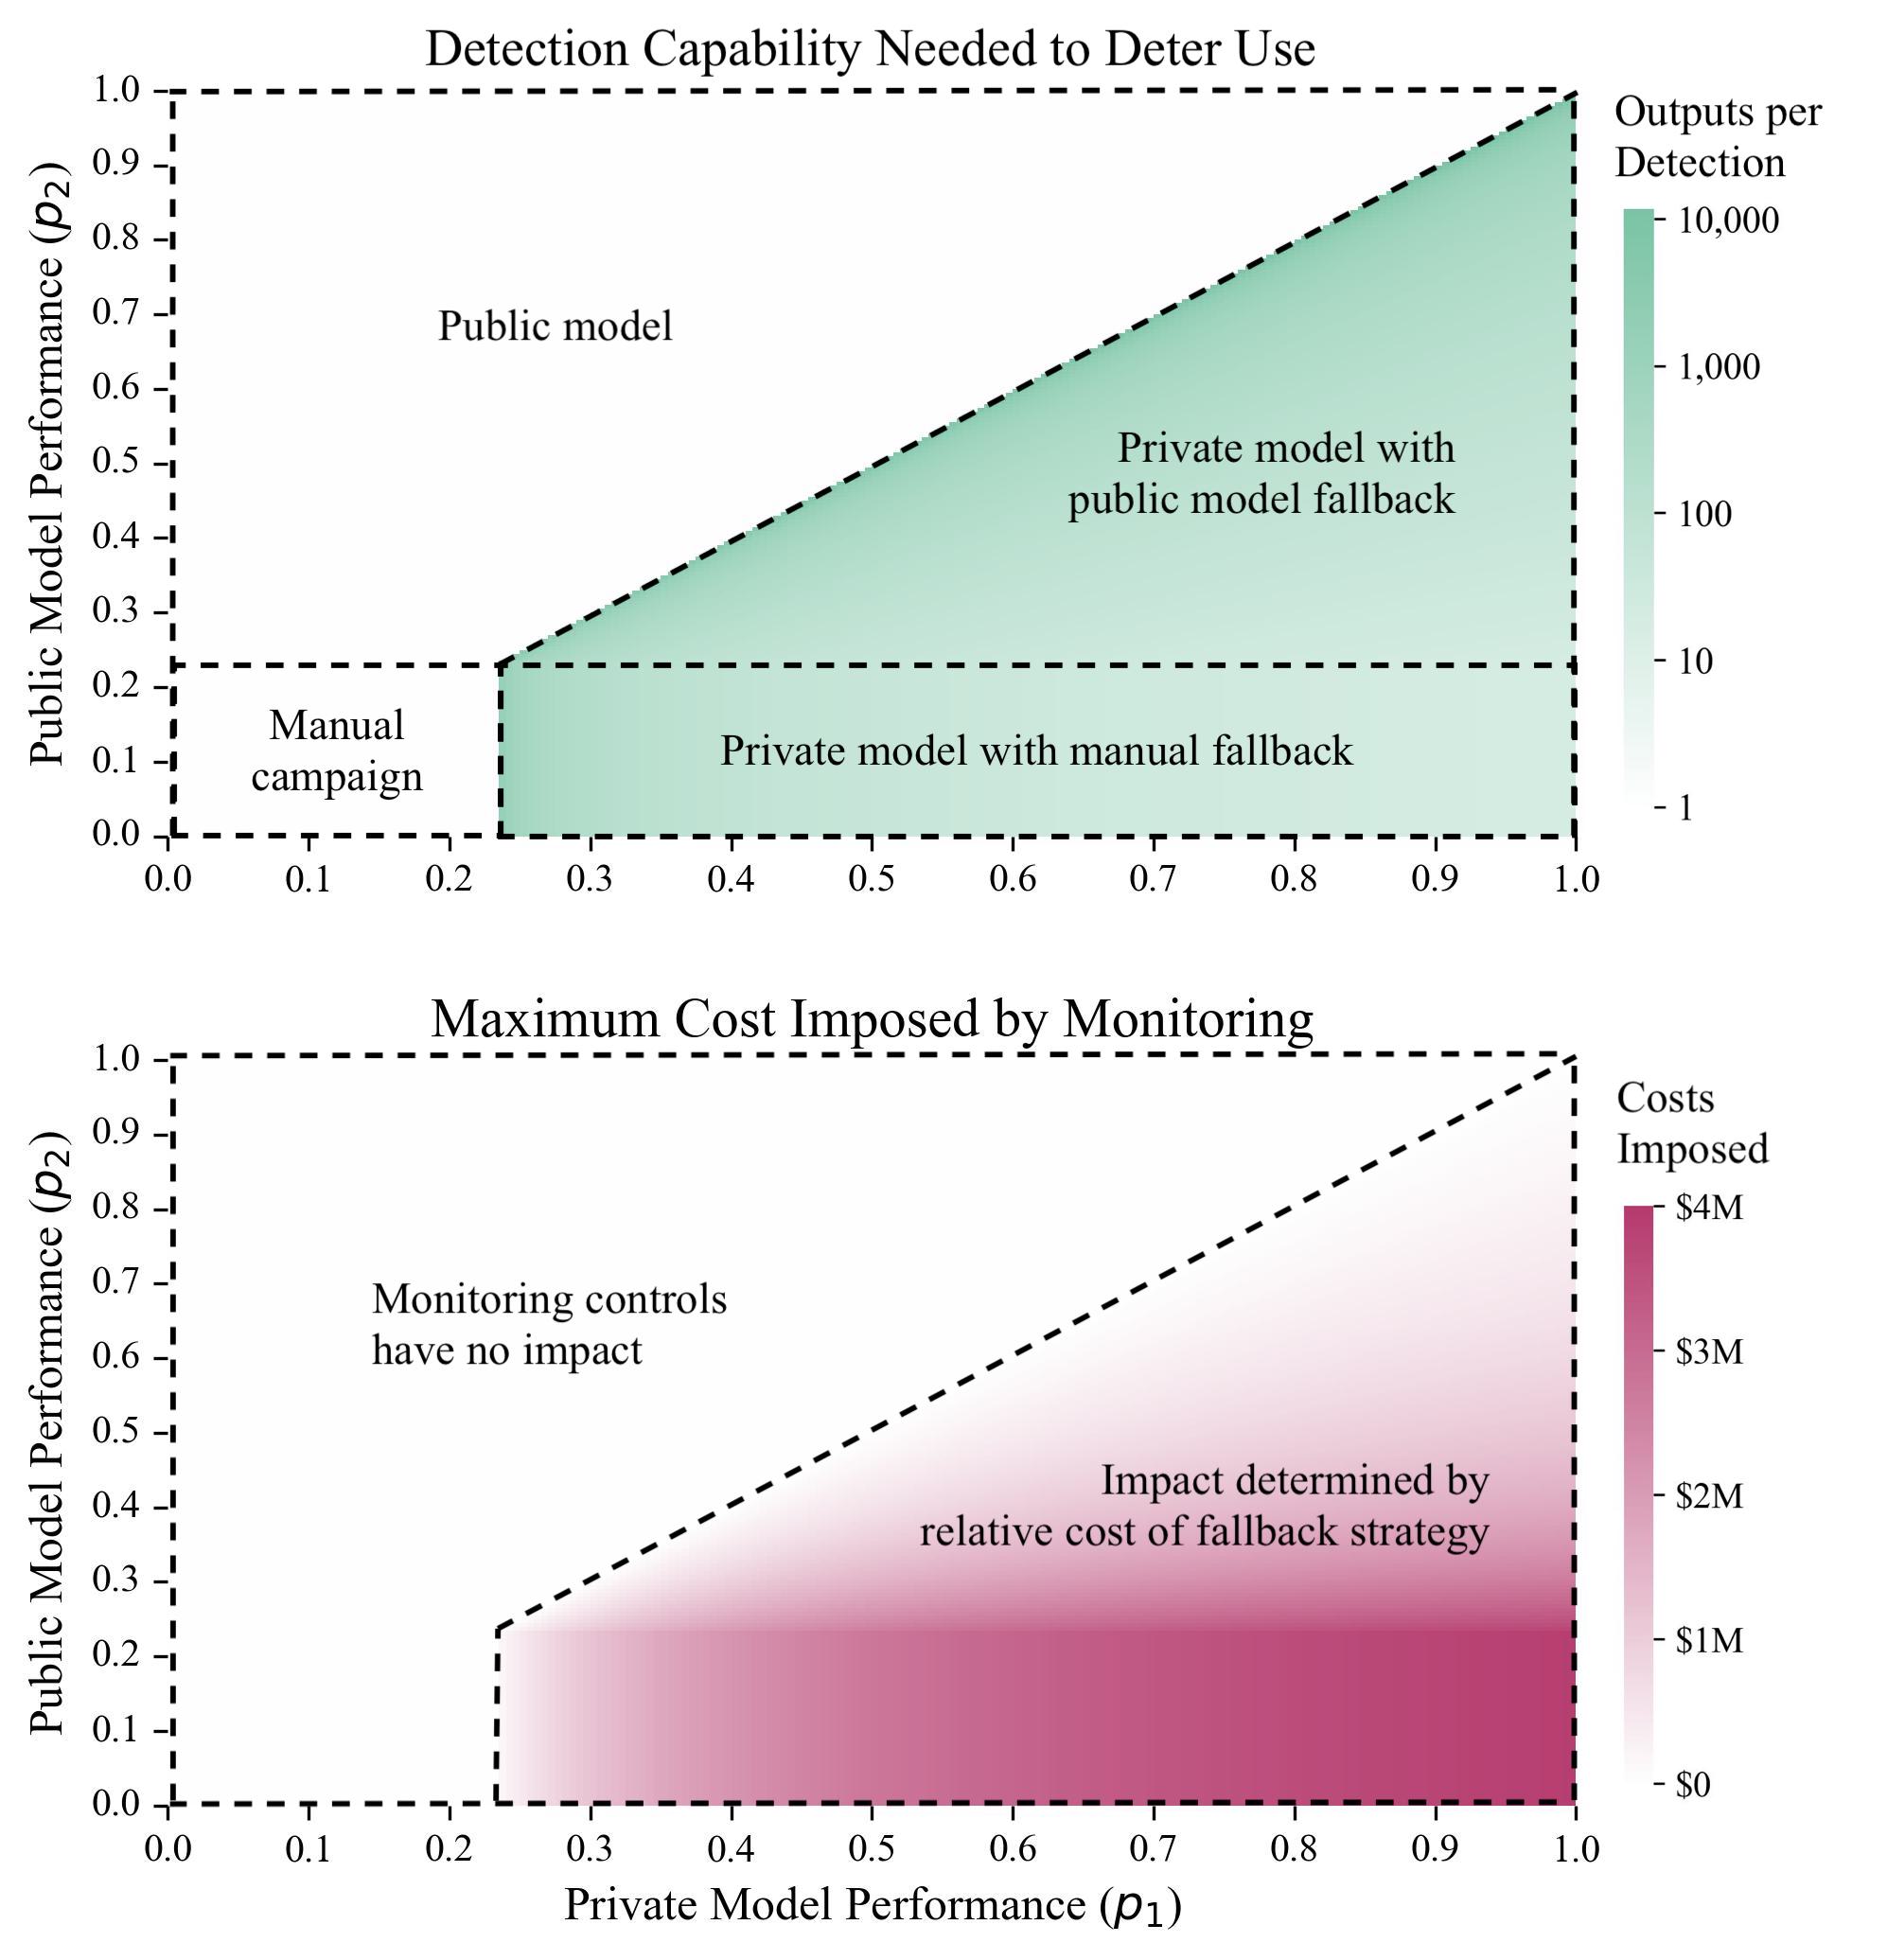 Detection Capability Needed to Deter Use
Public Model Performance (p2)
1.0
0.9
0.8
0.7
0.6
0.5
0.4
0.3
0.2
0.1
0.0
Public model
Private model with
public model fallback
Manual
campaign
Private model with manual fallback
0.0 0.1 0.2 0.3 0.4 0.5 0.6 0.7 0.8 0.9 1.0
Outputs per
Detection
10,000
1,000
100
10
1
Maximum Cost Imposed by Monitoring
Public Model Performance (p2)
1.0
0.9
0.8
0.7
0.6
0.5
0.4
0.3
0.2
0.1
0.0
Monitoring controls
have no impact
Impact determined by
relative cost of fallback strategy
0.0 0.1 0.2 0.3 0.4 0.5 0.6 0.7 0.8 0.9 1.0
Private Model Performance (p1)
Costs
Imposed
$4M
$3M
$2M
$1M
$0